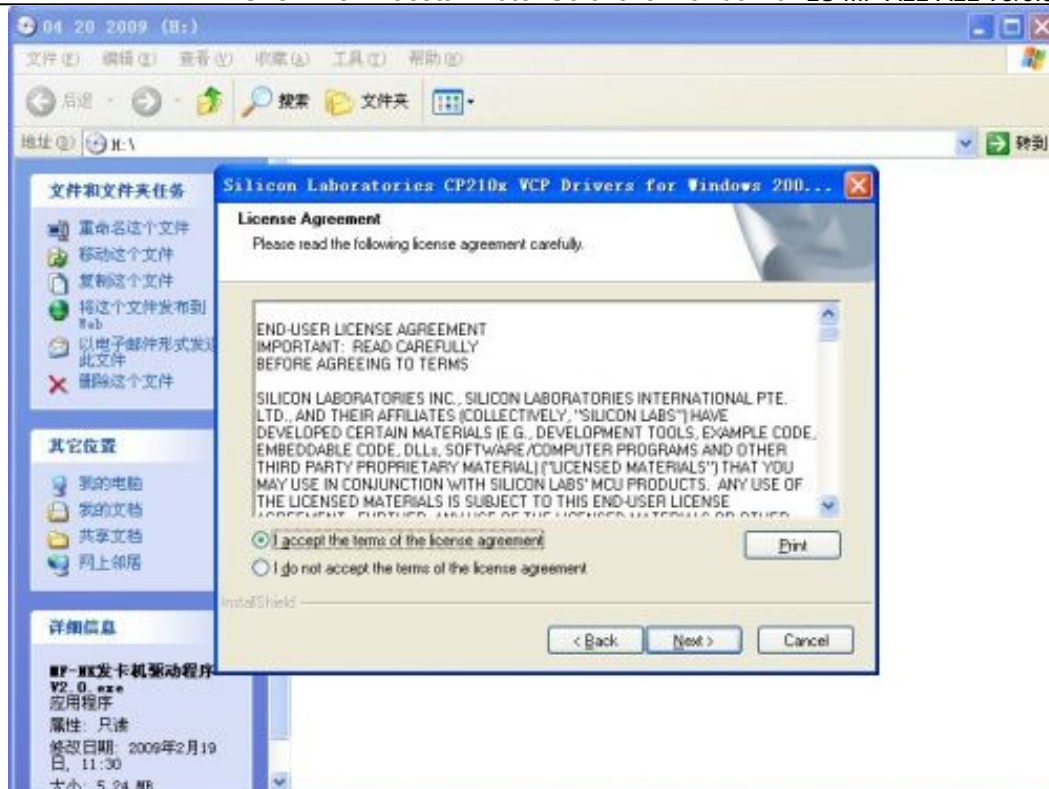 04 20 2009 (H:)
文件(F) 编辑(E) 查看(V) 收藏(A) 工具(T) 帮助(H)
后退 搜索 文件夹
地址(D) H:\ 转到
文件和文件夹任务
重命名这个文件
移动这个文件
复制这个文件
将这个文件发布到
Web
以电子邮件形式发送
此文件
删除这个文件
其它位置
我的电脑
我的文档
共享文档
网上邻居
详细信息
MF-NK发卡机驱动程序
V2.0.exe
应用程序
属性: 只读
修改日期: 2009年2月19
日, 11:30
大小: 5.24 MB
Silicon Laboratories CP210x VCP Drivers for Windows 200...
License Agreement
Please read the following license agreement carefully.
END-USER LICENSE AGREEMENT
IMPORTANT: READ CAREFULLY
BEFORE AGREEING TO TERMS
SILICON LABORATORIES INC., SILICON LABORATORIES INTERNATIONAL PTE.
LTD., AND THEIR AFFILIATES (COLLECTIVELY, "SILICON LABS") HAVE
DEVELOPED CERTAIN MATERIALS (E.G., DEVELOPMENT TOOLS, EXAMPLE CODE,
EMBEDDABLE CODE, DLLs, SOFTWARE/COMPUTER PROGRAMS AND OTHER
THIRD PARTY PROPRIETARY MATERIAL) ("LICENSED MATERIALS") THAT YOU
MAY USE IN CONJUNCTION WITH SILICON LABS' MCU PRODUCTS. ANY USE OF
THE LICENSED MATERIALS IS SUBJECT TO THIS END-USER LICENSE
I accept the terms of the license agreement
Print
I do not accept the terms of the license agreement
InstallShield
< Back Next > Cancel